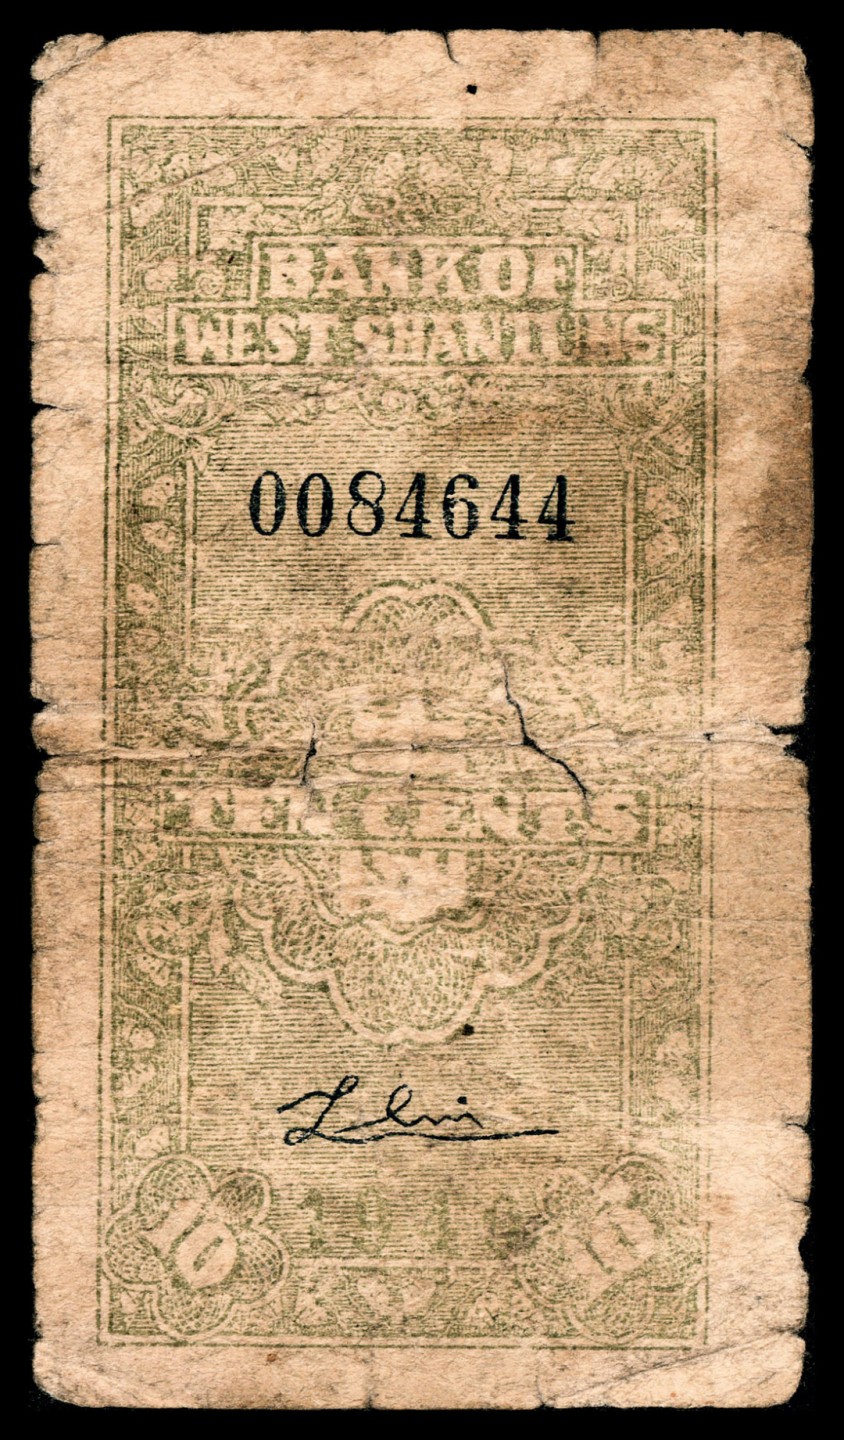 BANK OF
WEST SHANTUNG
0084644
TEN CENTS
10
10